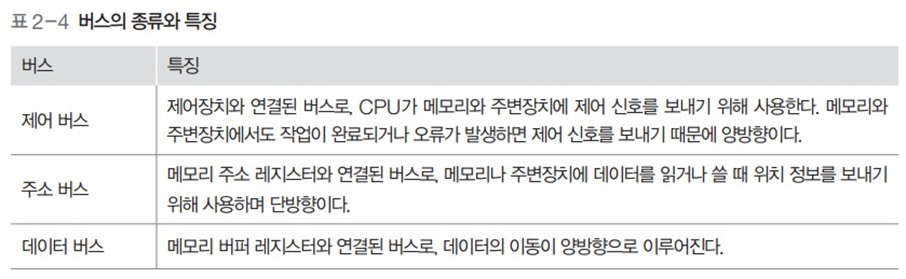 표 2-4 버스의 종류와 특징
버스 특징
제어 버스 제어장치와 연결된 버스로, CPU가 메모리와 주변장치에 제어 신호를 보내기 위해 사용한다. 메모리와
주변장치에서도 작업이 완료되거나 오류가 발생하면 제어 신호를 보내기 때문에 양방향이다.
주소 버스 메모리 주소 레지스터와 연결된 버스로, 메모리나 주변장치에 데이터를 읽거나 쓸 때 위치 정보를 보내기
위해 사용하며 단방향이다.
데이터 버스 메모리 버퍼 레지스터와 연결된 버스로, 데이터의 이동이 양방향으로 이루어진다.